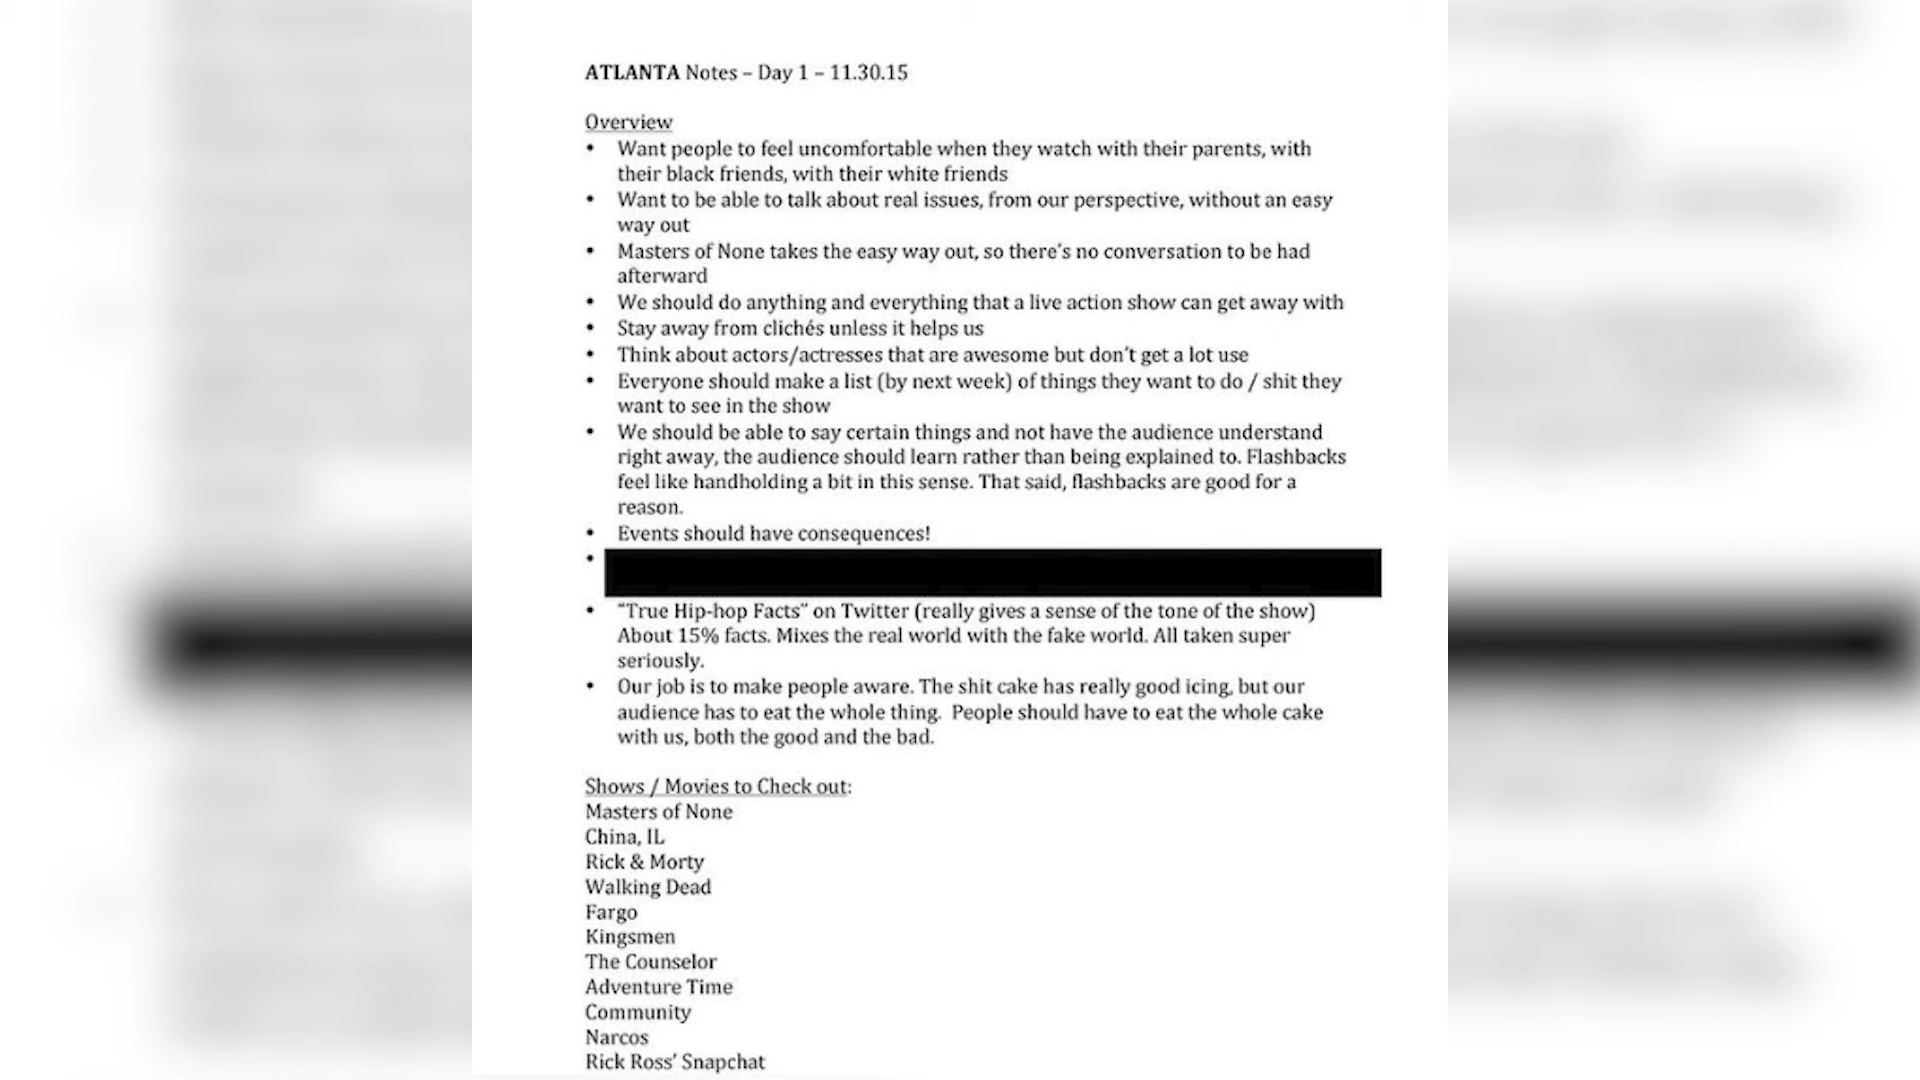 ATLANTA Notes – Day 1 – 11.30.15
Overview
• Want people to feel uncomfortable when they watch with their parents, with
their black friends, with their white friends
• Want to be able to talk about real issues, from our perspective, without an easy
way out
• Masters of None takes the easy way out, so there's no conversation to be had
afterward
• We should do anything and everything that a live action show can get away with
• Stay away from clichés unless it helps us
• Think about actors/actresses that are awesome but don't get a lot use
• Everyone should make a list (by next week) of things they want to do / shit they
want to see in the show
• We should be able to say certain things and not have the audience understand
right away, the audience should learn rather than being explained to. Flashbacks
feel like handholding a bit in this sense. That said, flashbacks are good for a
reason.
• Events should have consequences!
•
• "True Hip-hop Facts" on Twitter (really gives a sense of the tone of the show)
About 15% facts. Mixes the real world with the fake world. All taken super
seriously.
• Our job is to make people aware. The shit cake has really good icing, but our
audience has to eat the whole thing.  People should have to eat the whole cake
with us, both the good and the bad.
Shows / Movies to Check out:
Masters of None
China, IL
Rick & Morty
Walking Dead
Fargo
Kingsmen
The Counselor
Adventure Time
Community
Narcos
Rick Ross' Snapchat